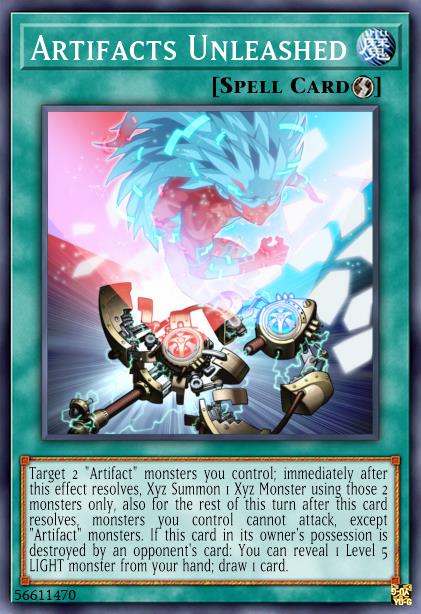 Artifacts Unleashed
魔
[Spell Card]
Target 2 "Artifact" monsters you control; immediately after
this effect resolves, Xyz Summon 1 Xyz Monster using those 2
monsters only, also for the rest of this turn after this card
resolves, monsters you control cannot attack, except
"Artifact" monsters. If this card in its owner's possession is
destroyed by an opponent's card: You can reveal 1 Level 5
LIGHT monster from your hand; draw 1 card.
56611470